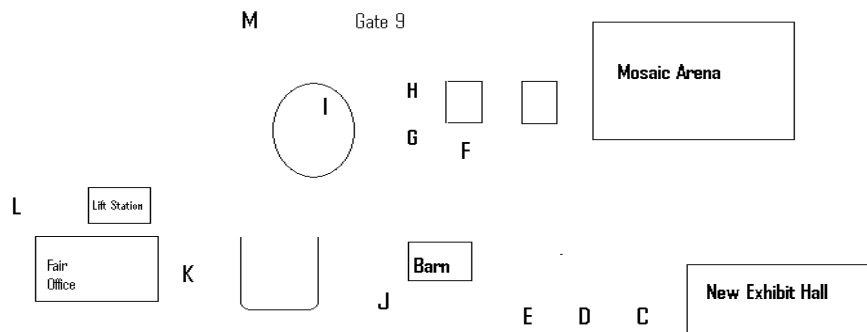 M
Gate 9
Mosaic Arena
I
H
G
F
L
Lift Station
Fair
Office
K
Barn
J
New Exhibit Hall
E
D
C